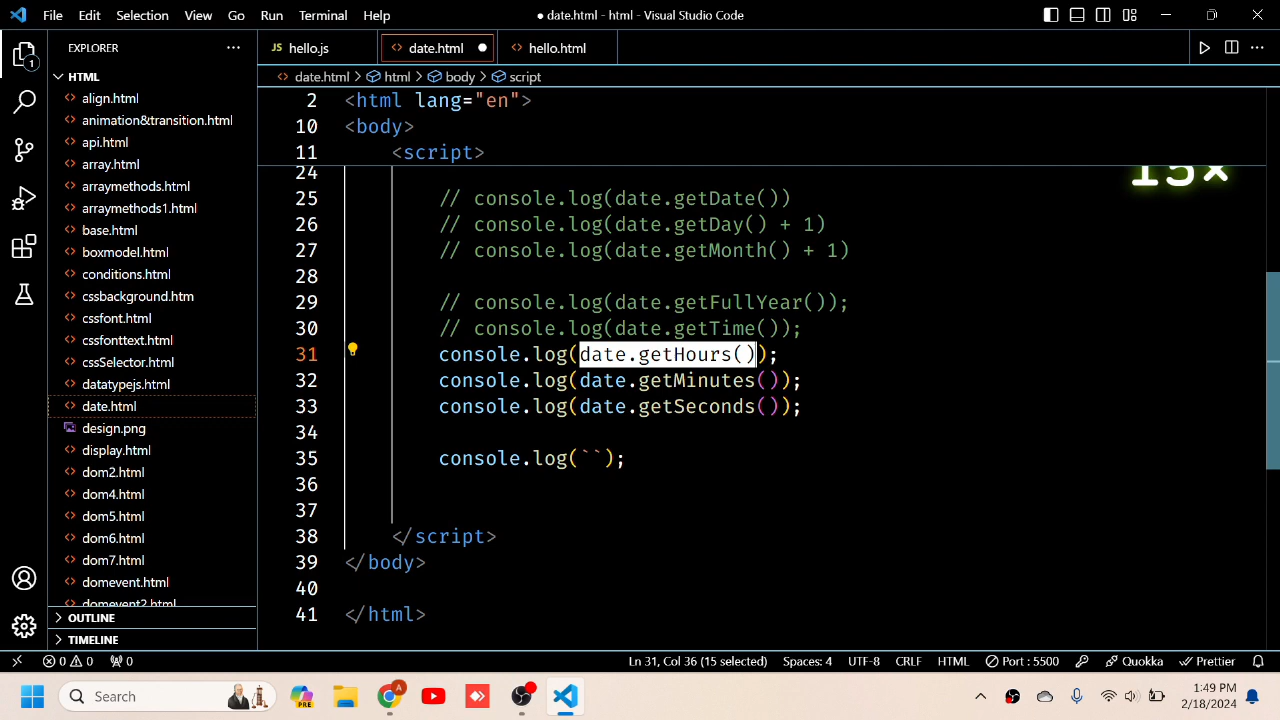 File Edit Selection View Go Run Terminal Help
● date.html - html - Visual Studio Code
EXPLORER ···
JS hello.js
<> date.html ●
<> hello.html
HTML
date.html > html > body > script
align.html
animation&transition.html
api.html
array.html
arraymethods.html
arraymethods1.html
base.html
boxmodel.html
conditions.html
cssbackground.htm
cssfont.html
cssfonttext.html
cssSelector.html
datatypejs.html
date.html
design.png
display.html
dom2.html
dom4.html
dom5.html
dom6.html
dom7.html
domevent.html
domevent2.html
OUTLINE
TIMELINE
1
2 <html lang="en">
10 <body>
11 <script>
15×
24
25 // console.log(date.getDate())
26 // console.log(date.getDay() + 1)
27 // console.log(date.getMonth() + 1)
28
29 // console.log(date.getFullYear());
30 // console.log(date.getTime());
31 console.log(date.getHours());
32 console.log(date.getMinutes());
33 console.log(date.getSeconds());
34
35 console.log(``);
36
37
38 </script>
39 </body>
40
41 </html>
0 0 0 Ln 31, Col 36 (15 selected) Spaces: 4 UTF-8 CRLF HTML Port : 5500 Quokka Prettier
Search
PRE
A
1:49 PM
2/18/2024